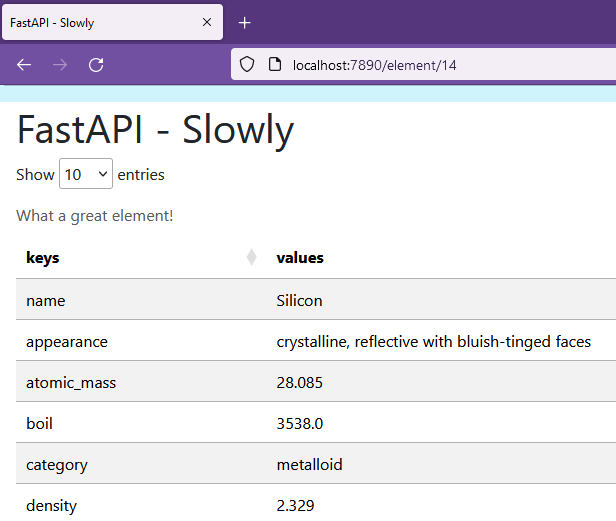 FastAPI - Slowly
localhost:7890/element/14
FastAPI - Slowly
Show 10 entries
What a great element!
keys values
name Silicon
appearance crystalline, reflective with bluish-tinged faces
atomic_mass 28.085
boil 3538.0
category metalloid
density 2.329